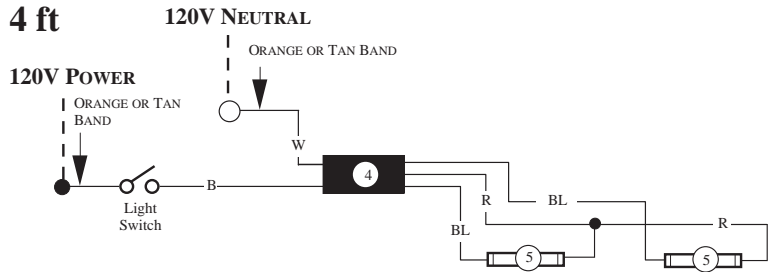 4 ft
120V NEUTRAL
ORANGE OR TAN BAND
120V POWER
ORANGE OR TAN
BAND
W
4
B
Light
Switch
R
BL
R
BL
5
5